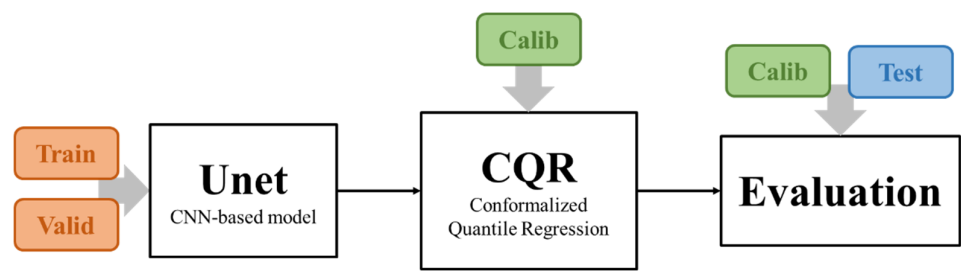 Train
Valid
Unet
CNN-based model
Calib
CQR
Conformalized
Quantile Regression
Calib
Test
Evaluation